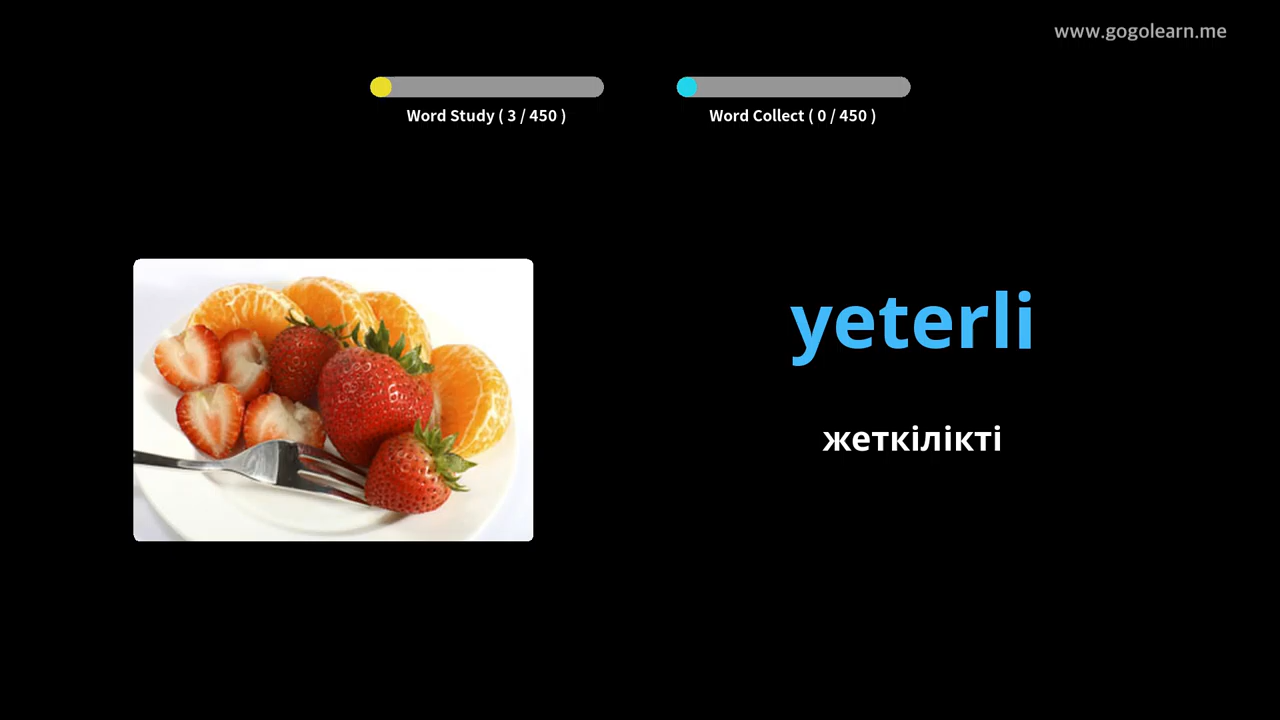 www.gogolearn.me
Word Study ( 3 / 450 )
Word Collect ( 0 / 450 )
yeterli
жеткілікті